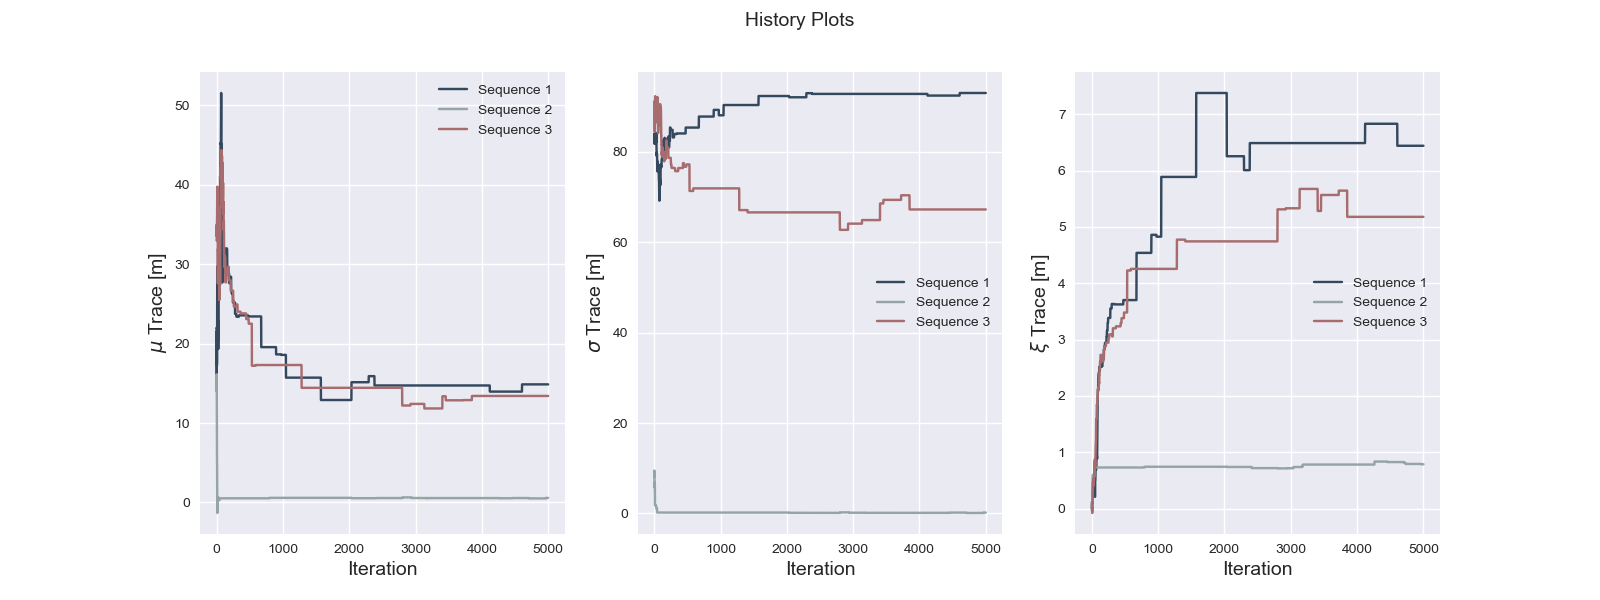 History Plots
μ Trace [m]
50
40
30
20
10
0
Sequence 1
Sequence 2
Sequence 3
0 1000 2000 3000 4000 5000
Iteration
σ Trace [m]
80
60
40
20
0
Sequence 1
Sequence 2
Sequence 3
0 1000 2000 3000 4000 5000
Iteration
ξ Trace [m]
7
6
5
4
3
2
1
0
Sequence 1
Sequence 2
Sequence 3
0 1000 2000 3000 4000 5000
Iteration